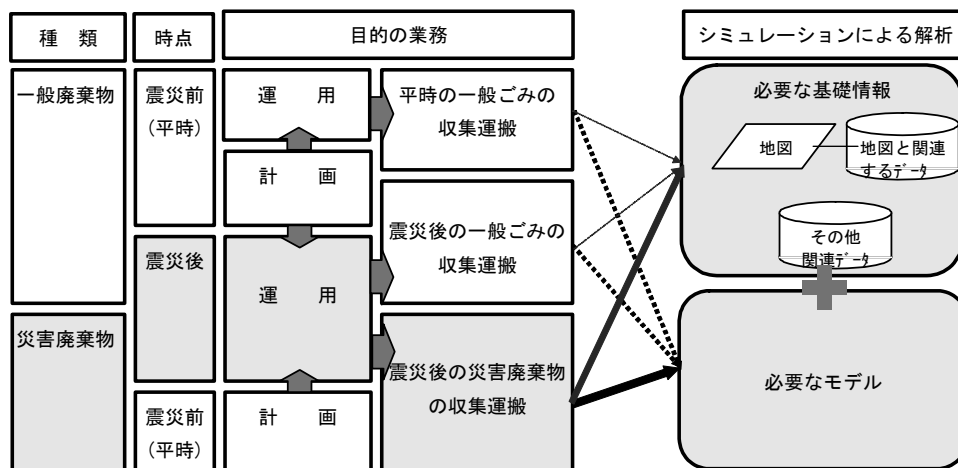 種　類
時点
目的の業務
シミュレーションによる解析
一般廃棄物
震災前
（平時）
運　　用
平時の一般ごみの
収集運搬
計　　画
震災後
運　　用
震災後の一般ごみの
収集運搬
災害廃棄物
震災前
（平時）
計　　画
震災後の災害廃棄物
の収集運搬
必要な基礎情報
地図
地図と関連
するﾃﾞｰﾀ
その他
関連ﾃﾞｰﾀ
必要なモデル